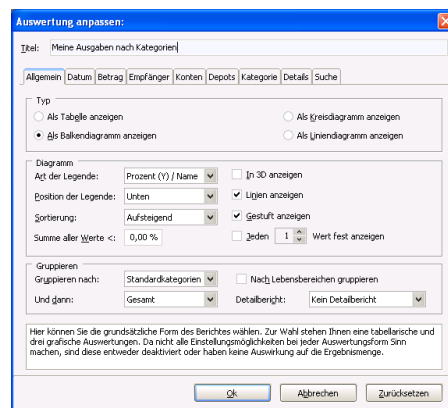 Auswertung anpassen:
Titel: Meine Ausgaben nach Kategorien
Allgemein Datum Betrag Empfänger Konten Depots Kategorie Details Suche
Typ
Als Tabelle anzeigen Als Kreisdiagramm anzeigen
Als Balkendiagramm anzeigen Als Liniendiagramm anzeigen
Diagramm
Art der Legende: Prozent (Y) / Name In 3D anzeigen
Position der Legende: Unten Linien anzeigen
Sortierung: Aufsteigend Gestuft anzeigen
Summe aller Werte <: 0,00 % Jeden 1 Wert fest anzeigen
Gruppieren
Gruppieren nach: Standardkategorien Nach Lebensbereichen gruppieren
Und dann: Gesamt Detailbericht: Kein Detailbericht
Hier können Sie die grundsätzliche Form des Berichtes wählen. Zur Wahl stehen Ihnen eine tabellarische und
drei grafische Auswertungen. Da nicht alle Einstellungsmöglichkeiten bei jeder Auswertungsform Sinn
machen, sind diese entweder deaktiviert oder haben keine Auswirkung auf die Ergebnismenge.
Ok Abbrechen Zurücksetzen